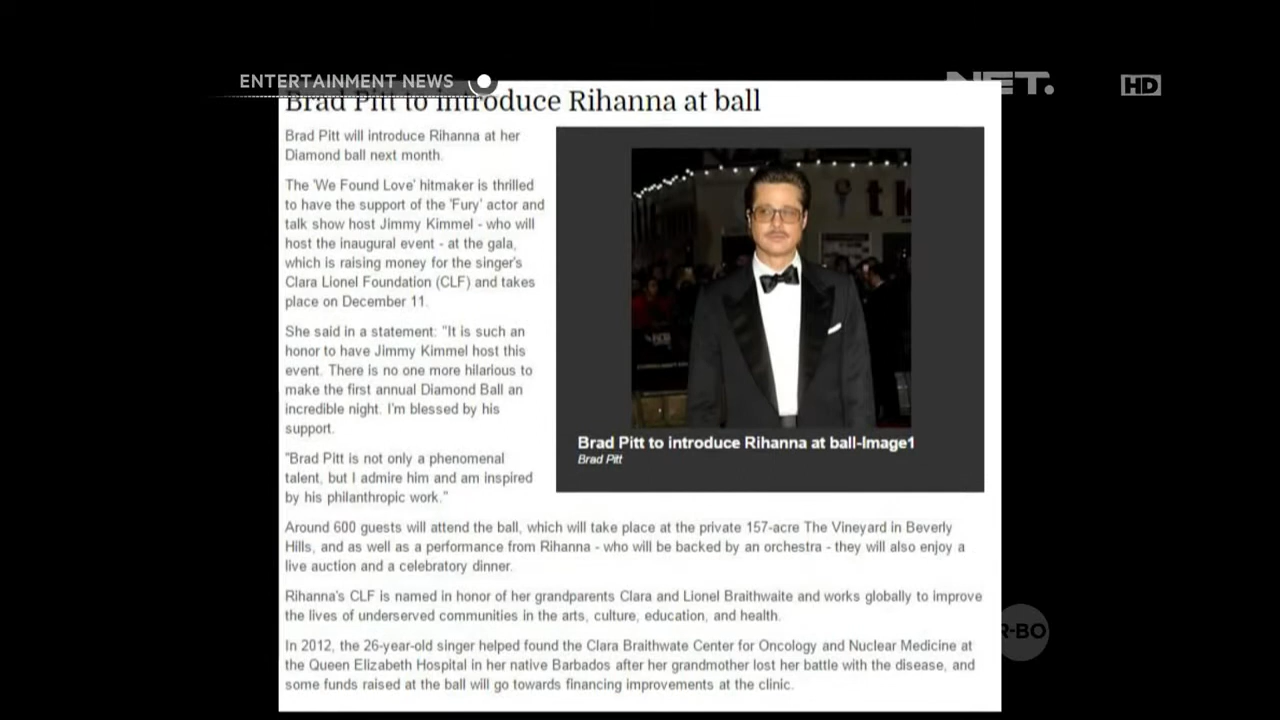 ENTERTAINMENT NEWS
NET.
HD
Brad Pitt to introduce Rihanna at ball
Brad Pitt will introduce Rihanna at her
Diamond ball next month.
The 'We Found Love' hitmaker is thrilled
to have the support of the 'Fury' actor and
talk show host Jimmy Kimmel - who will
host the inaugural event - at the gala,
which is raising money for the singer's
Clara Lionel Foundation (CLF) and takes
place on December 11.
She said in a statement: "It is such an
honor to have Jimmy Kimmel host this
event. There is no one more hilarious to
make the first annual Diamond Ball an
incredible night. I'm blessed by his
support.
"Brad Pitt is not only a phenomenal
talent, but I admire him and am inspired
by his philanthropic work."
Brad Pitt to introduce Rihanna at ball-Image1
Brad Pitt
Around 600 guests will attend the ball, which will take place at the private 157-acre The Vineyard in Beverly
Hills, and as well as a performance from Rihanna - who will be backed by an orchestra - they will also enjoy a
live auction and a celebratory dinner.
Rihanna's CLF is named in honor of her grandparents Clara and Lionel Braithwaite and works globally to improve
the lives of underserved communities in the arts, culture, education, and health.
In 2012, the 26-year-old singer helped found the Clara Braithwate Center for Oncology and Nuclear Medicine at
the Queen Elizabeth Hospital in her native Barbados after her grandmother lost her battle with the disease, and
some funds raised at the ball will go towards financing improvements at the clinic.
R-BO